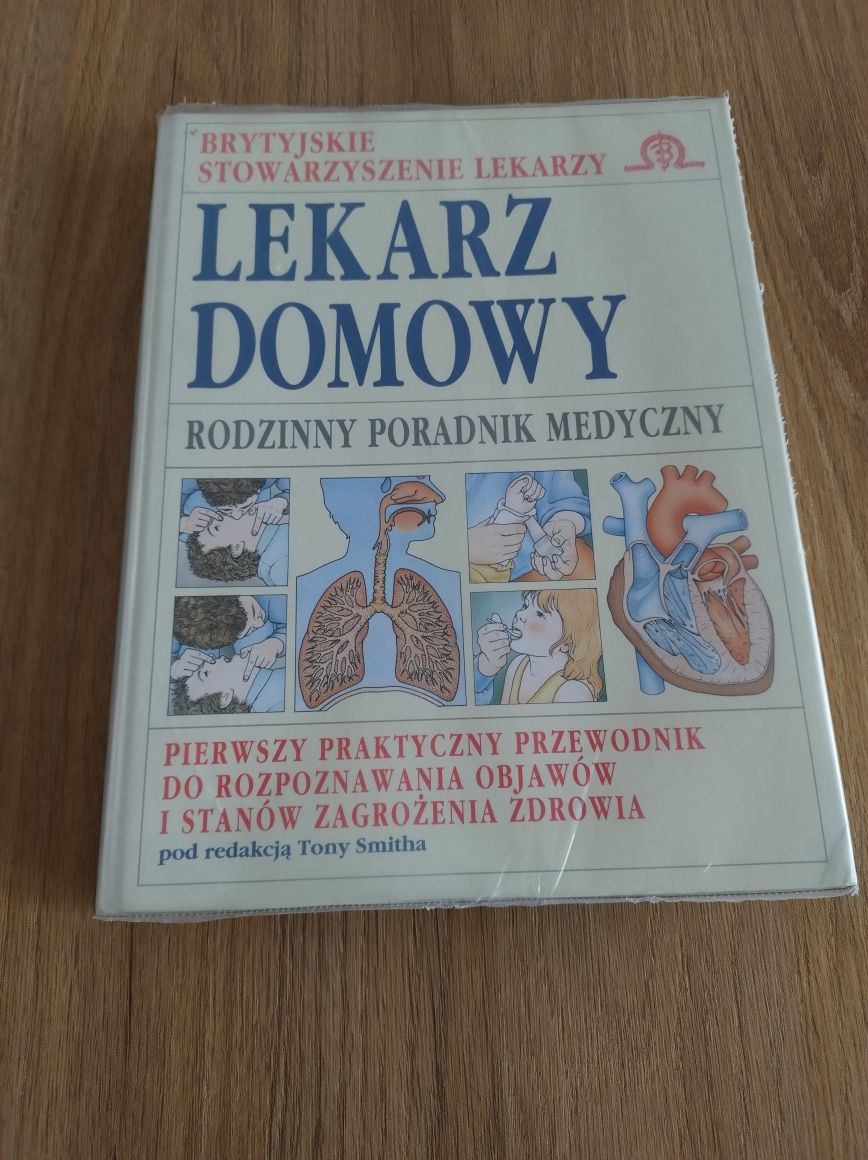 BRYTYJSKIE
STOWARZYSZENIE LEKARZY
LEKARZ
DOMOWY
RODZINNY PORADNIK MEDYCZNY
PIERWSZY PRAKTYCZNY PRZEWODNIK
DO ROZPOZNAWANIA OBJAWÓW
I STANÓW ZAGROŻENIA ZDROWIA
pod redakcją Tony Smitha